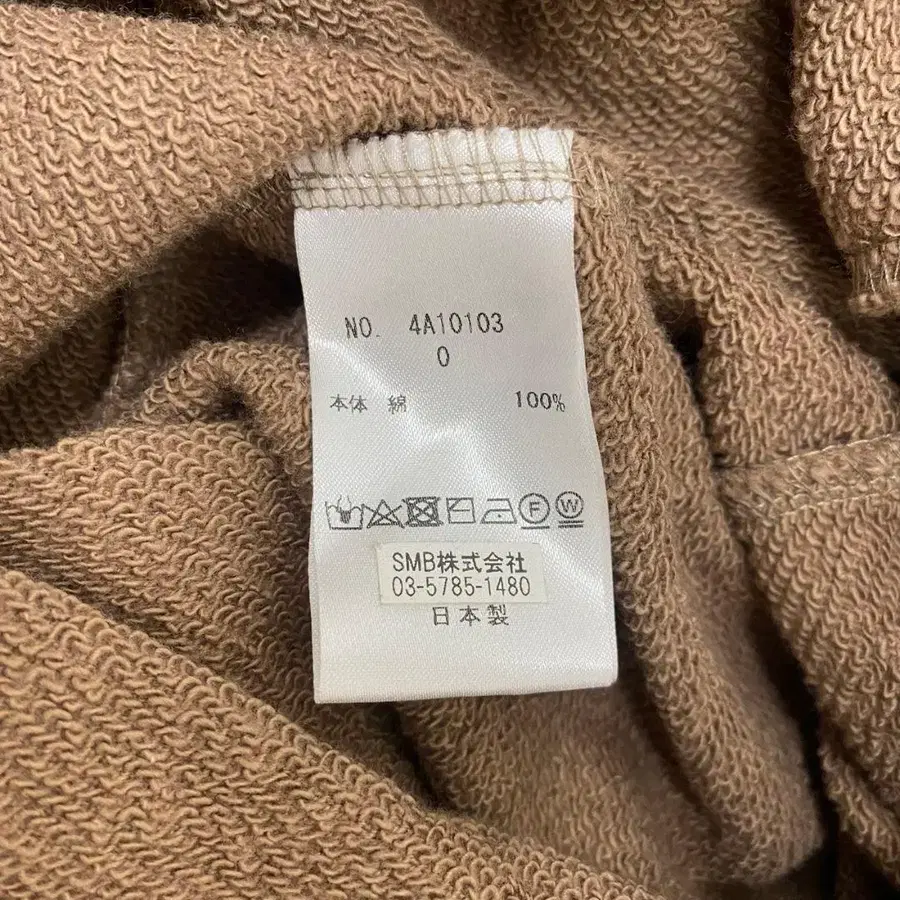 NO. 4A10103
0
本体 綿 100%
F W
SMB株式会社
03-5785-1480
日本製